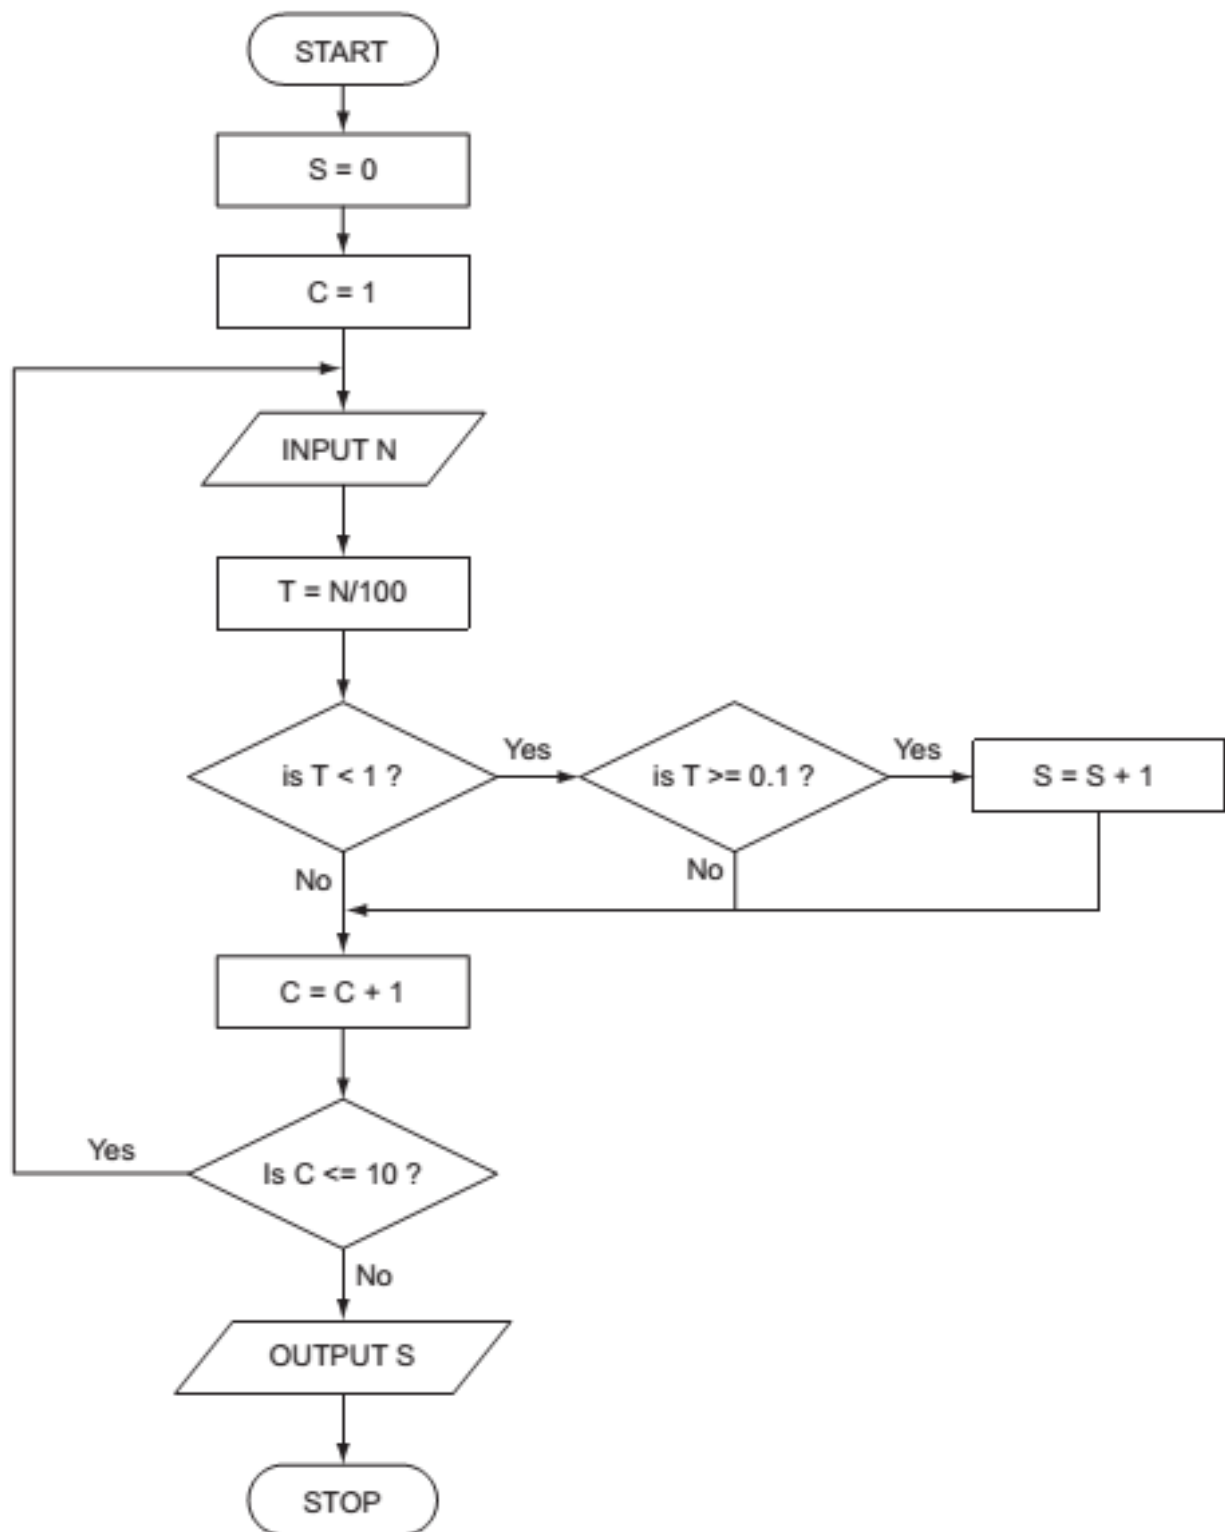 START
S = 0
C = 1
INPUT N
T = N/100
is T < 1 ?
Yes
is T >= 0.1 ?
Yes
S = S + 1
No
No
C = C + 1
Is C <= 10 ?
Yes
No
OUTPUT S
STOP